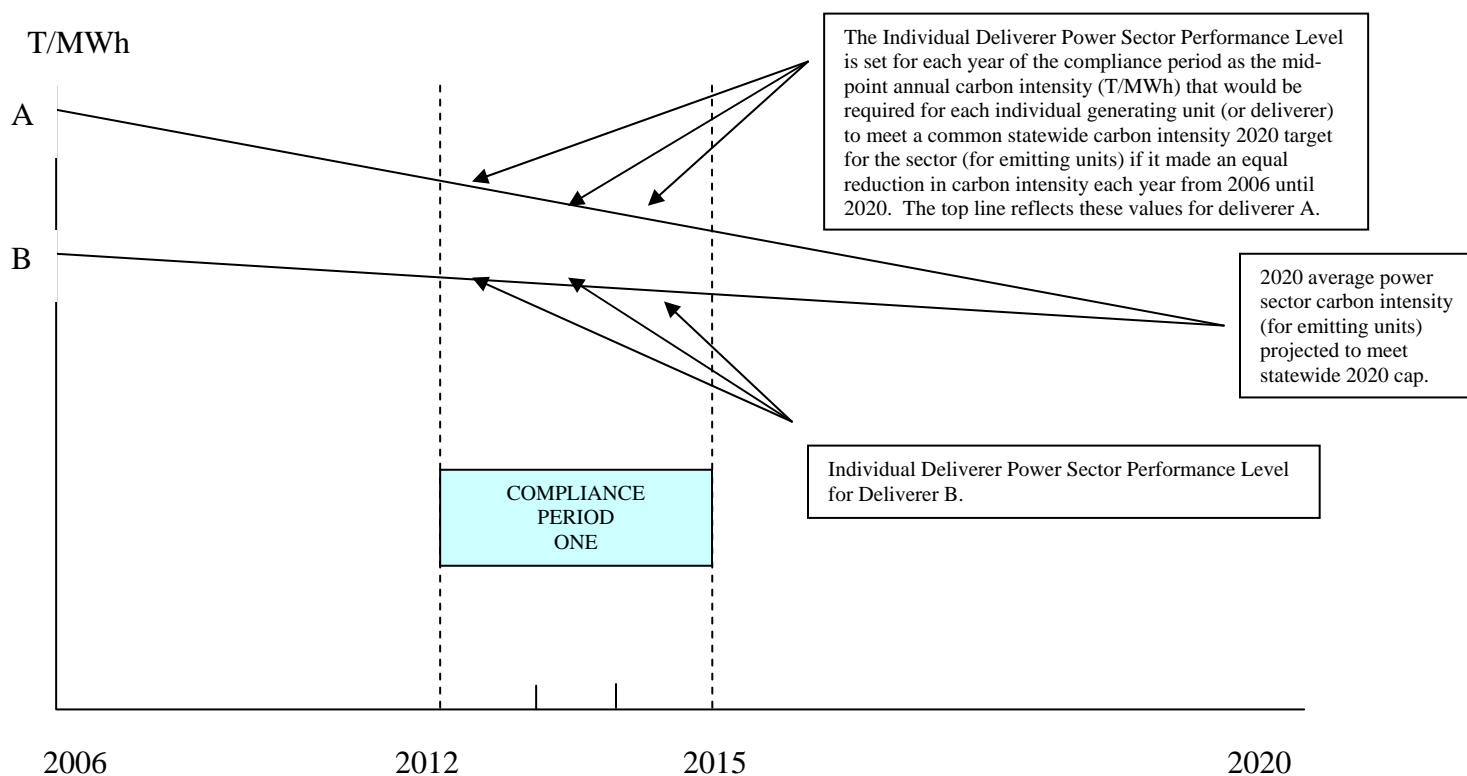 T/MWh
The Individual Deliverer Power Sector Performance Level
is set for each year of the compliance period as the mid-
point annual carbon intensity (T/MWh) that would be
required for each individual generating unit (or deliverer)
to meet a common statewide carbon intensity 2020 target
for the sector (for emitting units) if it made an equal
reduction in carbon intensity each year from 2006 until
2020.  The top line reflects these values for deliverer A.
A
B
2020 average power
sector carbon intensity
(for emitting units)
projected to meet
statewide 2020 cap.
Individual Deliverer Power Sector Performance Level
for Deliverer B.
COMPLIANCE
PERIOD
ONE
2006
2012
2015
2020